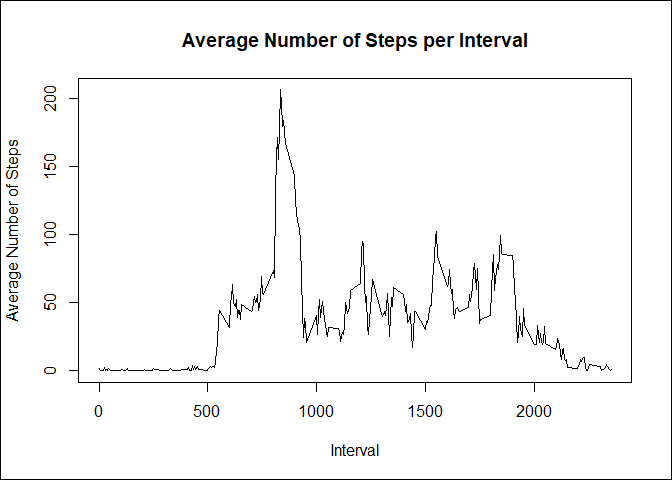 Average Number of Steps per Interval
Average Number of Steps
200
150
100
50
0
0 500 1000 1500 2000
Interval